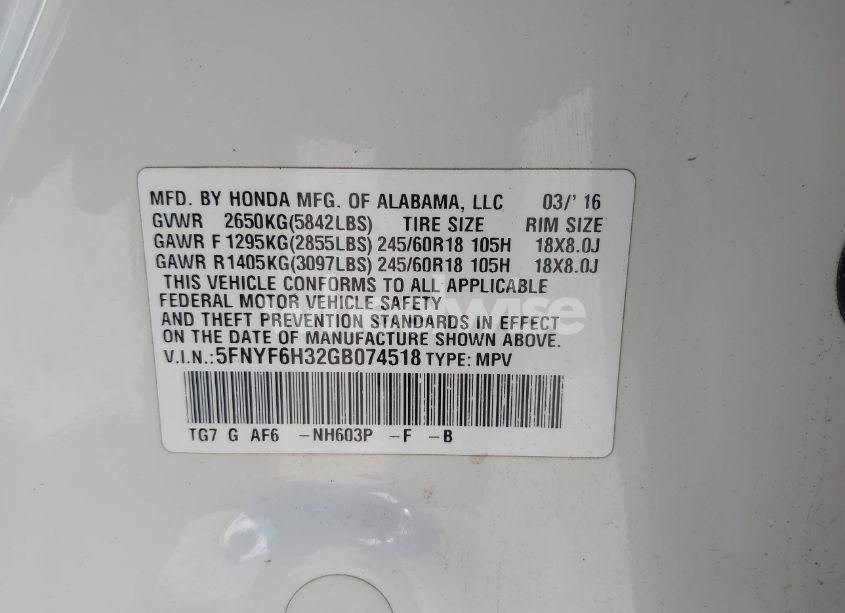 MFD. BY HONDA MFG. OF ALABAMA, LLC 03/' 16
GVWR 2650KG(5842LBS) TIRE SIZE RIM SIZE
GAWR F 1295KG(2855LBS) 245/60R18 105H 18X8.0J
GAWR R1405KG(3097LBS) 245/60R18 105H 18X8.0J
THIS VEHICLE CONFORMS TO ALL APPLICABLE
FEDERAL MOTOR VEHICLE SAFETY
AND THEFT PREVENTION STANDARDS IN EFFECT
ON THE DATE OF MANUFACTURE SHOWN ABOVE.
V.I.N.:5FNYF6H32GB074518 TYPE: MPV
TG7 G AF6 -NH603P -F -B